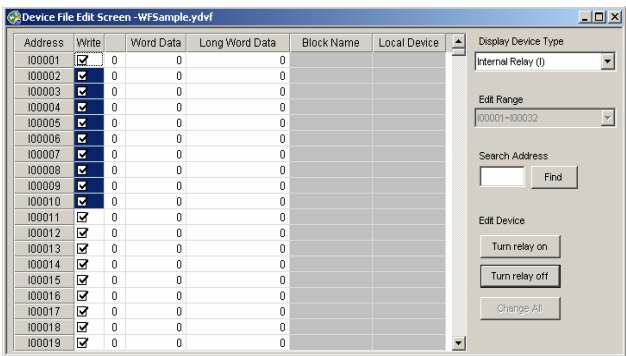 Device File Edit Screen -WFSample.ydvf
Address Write Word Data Long Word Data Block Name Local Device
I00001 0 0 0
I00002 0 0 0
I00003 0 0 0
I00004 0 0 0
I00005 0 0 0
I00006 0 0 0
I00007 0 0 0
I00008 0 0 0
I00009 0 0 0
I00010 0 0 0
I00011 0 0 0
I00012 0 0 0
I00013 0 0 0
I00014 0 0 0
I00015 0 0 0
I00016 0 0 0
I00017 0 0 0
I00018 0 0 0
I00019 0 0 0
Display Device Type
Internal Relay (I)
Edit Range
I00001-I00032
Search Address
Find
Edit Device
Turn relay on
Turn relay off
Change All